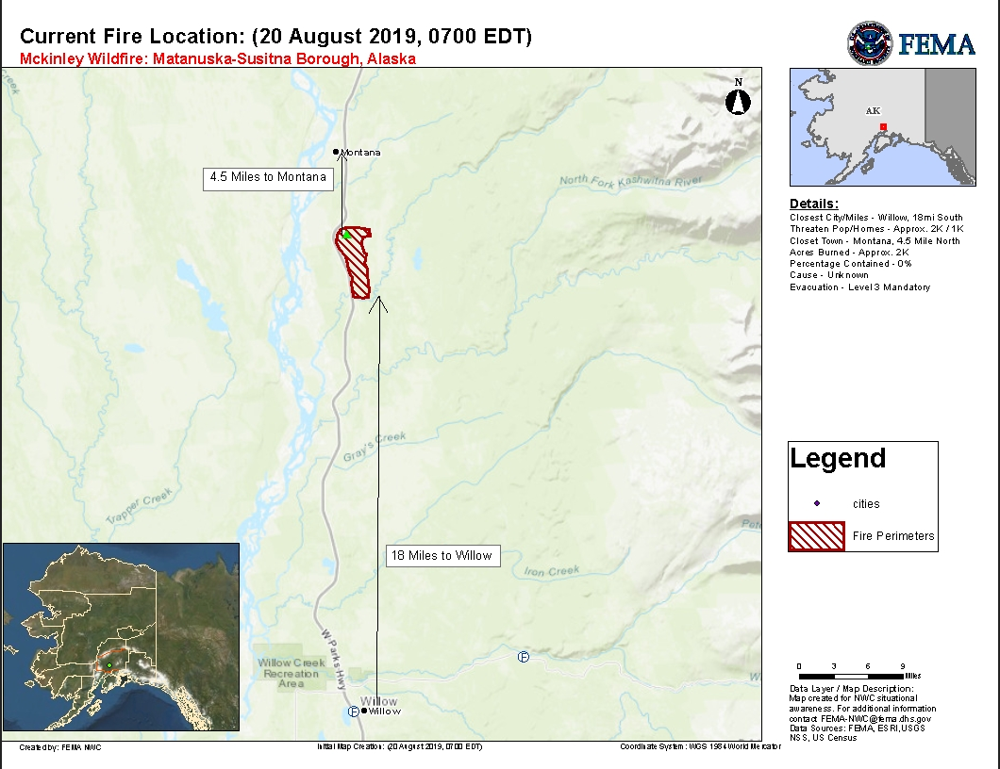 Current Fire Location: (20 August 2019, 0700 EDT)
Mckinley Wildfire: Matanuska-Susitna Borough, Alaska
FEMA
N
AK
Creek
Montana
4.5 Miles to Montana
North Fork Kashwitna River
Details:
Closest City/Miles - Willow, 18mi South
Threaten Pop/Homes - Approx. 2K / 1K
Closet Town - Montana, 4.5 Mile North
Acres Burned - Approx. 2K
Percentage Contained - 0%
Cause - Unknown
Evacuation - Level 3 Mandatory
Gray's Creek
Trapper Creek
Legend
cities
Fire Perimeters
18 Miles to Willow
Iron Creek
Pete
W Parks Hwy
F
Willow Creek
Recreation
Area
W
Willow
F
Willow
0 3 6 9
Miles
Data Layer / Map Description:
Map created for NWC situational
awareness. For additional information
contact FEMA-NWC@fema.dhs.gov
Data Sources: FEMA, ESRI,USGS
NSS, US Census
Created by: FEMA NWC
Initial Map Creation: (20 August 2019, 0700 EDT)
Coordinate System: WGS 1984 World Mercator